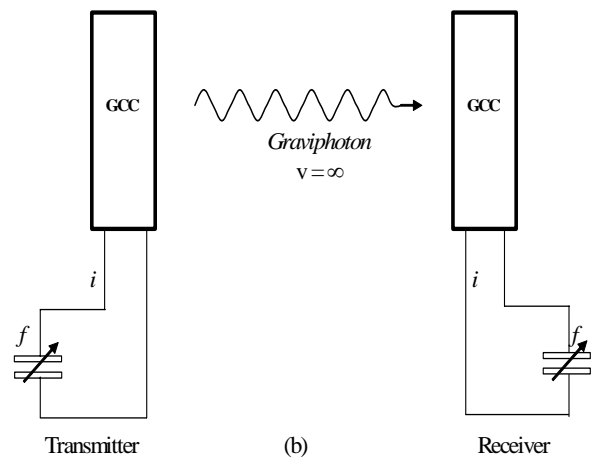 GCC
GCC
Graviphoton
v = ∞
i
i
f
f
Transmitter
(b)
Receiver